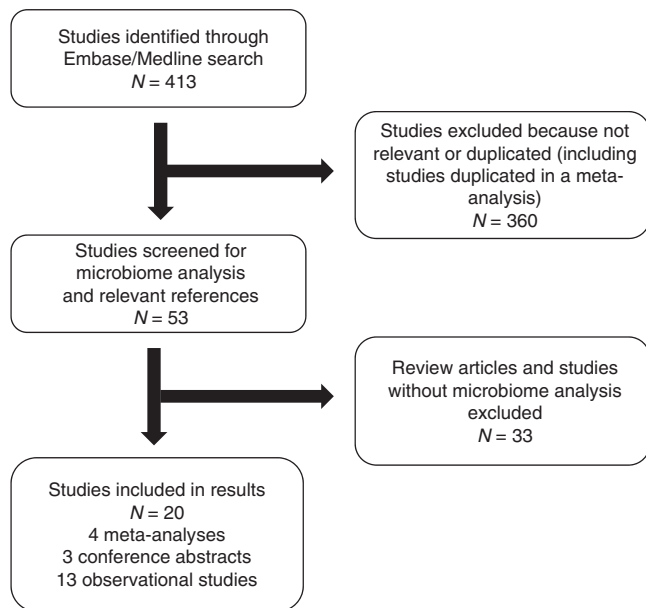 Studies identified through
Embase/Medline search
N = 413
Studies excluded because not
relevant or duplicated (including
studies duplicated in a meta-
analysis)
N = 360
Studies screened for
microbiome analysis
and relevant references
N = 53
Review articles and studies
without microbiome analysis
excluded
N = 33
Studies included in results
N = 20
4 meta-analyses
3 conference abstracts
13 observational studies